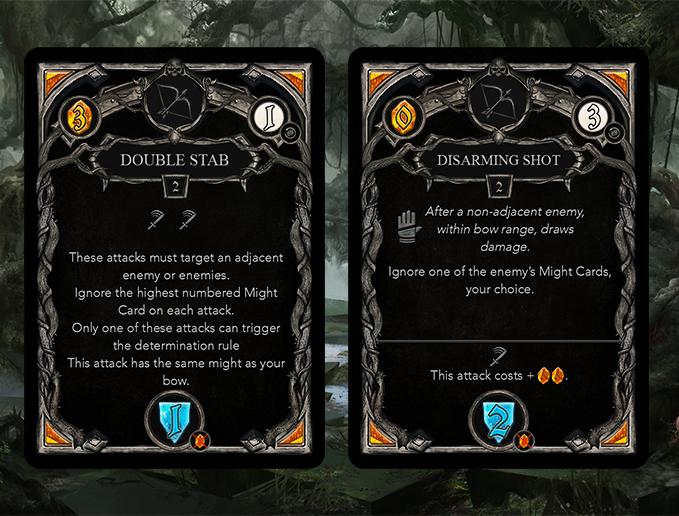 3
1
DOUBLE STAB
2
These attacks must target an adjacent
enemy or enemies.
Ignore the highest numbered Might
Card on each attack.
Only one of these attacks can trigger
the determination rule
This attack has the same might as your
bow.
1
0
3
DISARMING SHOT
2
After a non-adjacent enemy,
within bow range, draws
damage.
Ignore one of the enemy's Might Cards,
your choice.
This attack costs + .
2